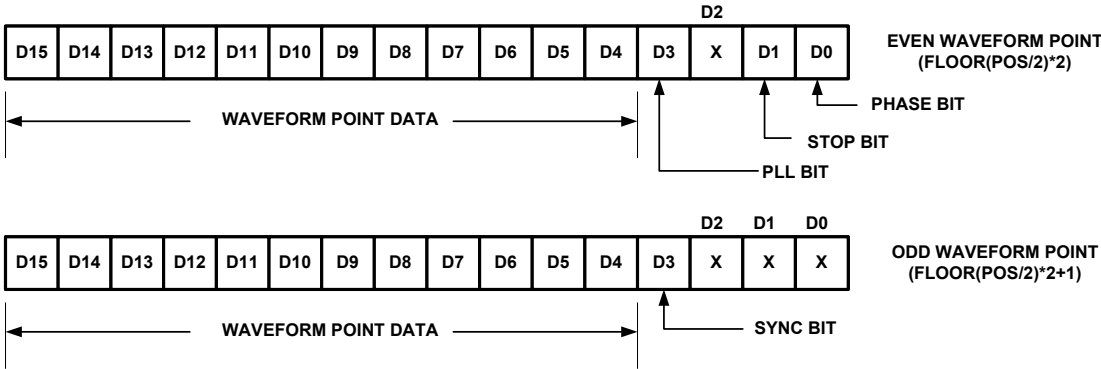 D2
D15 D14 D13 D12 D11 D10 D9 D8 D7 D6 D5 D4 D3 X D1 D0
EVEN WAVEFORM POINT
(FLOOR(POS/2)*2)
PHASE BIT
WAVEFORM POINT DATA
STOP BIT
PLL BIT
D2 D1 D0
D15 D14 D13 D12 D11 D10 D9 D8 D7 D6 D5 D4 D3 X X X
ODD WAVEFORM POINT
(FLOOR(POS/2)*2+1)
WAVEFORM POINT DATA
SYNC BIT